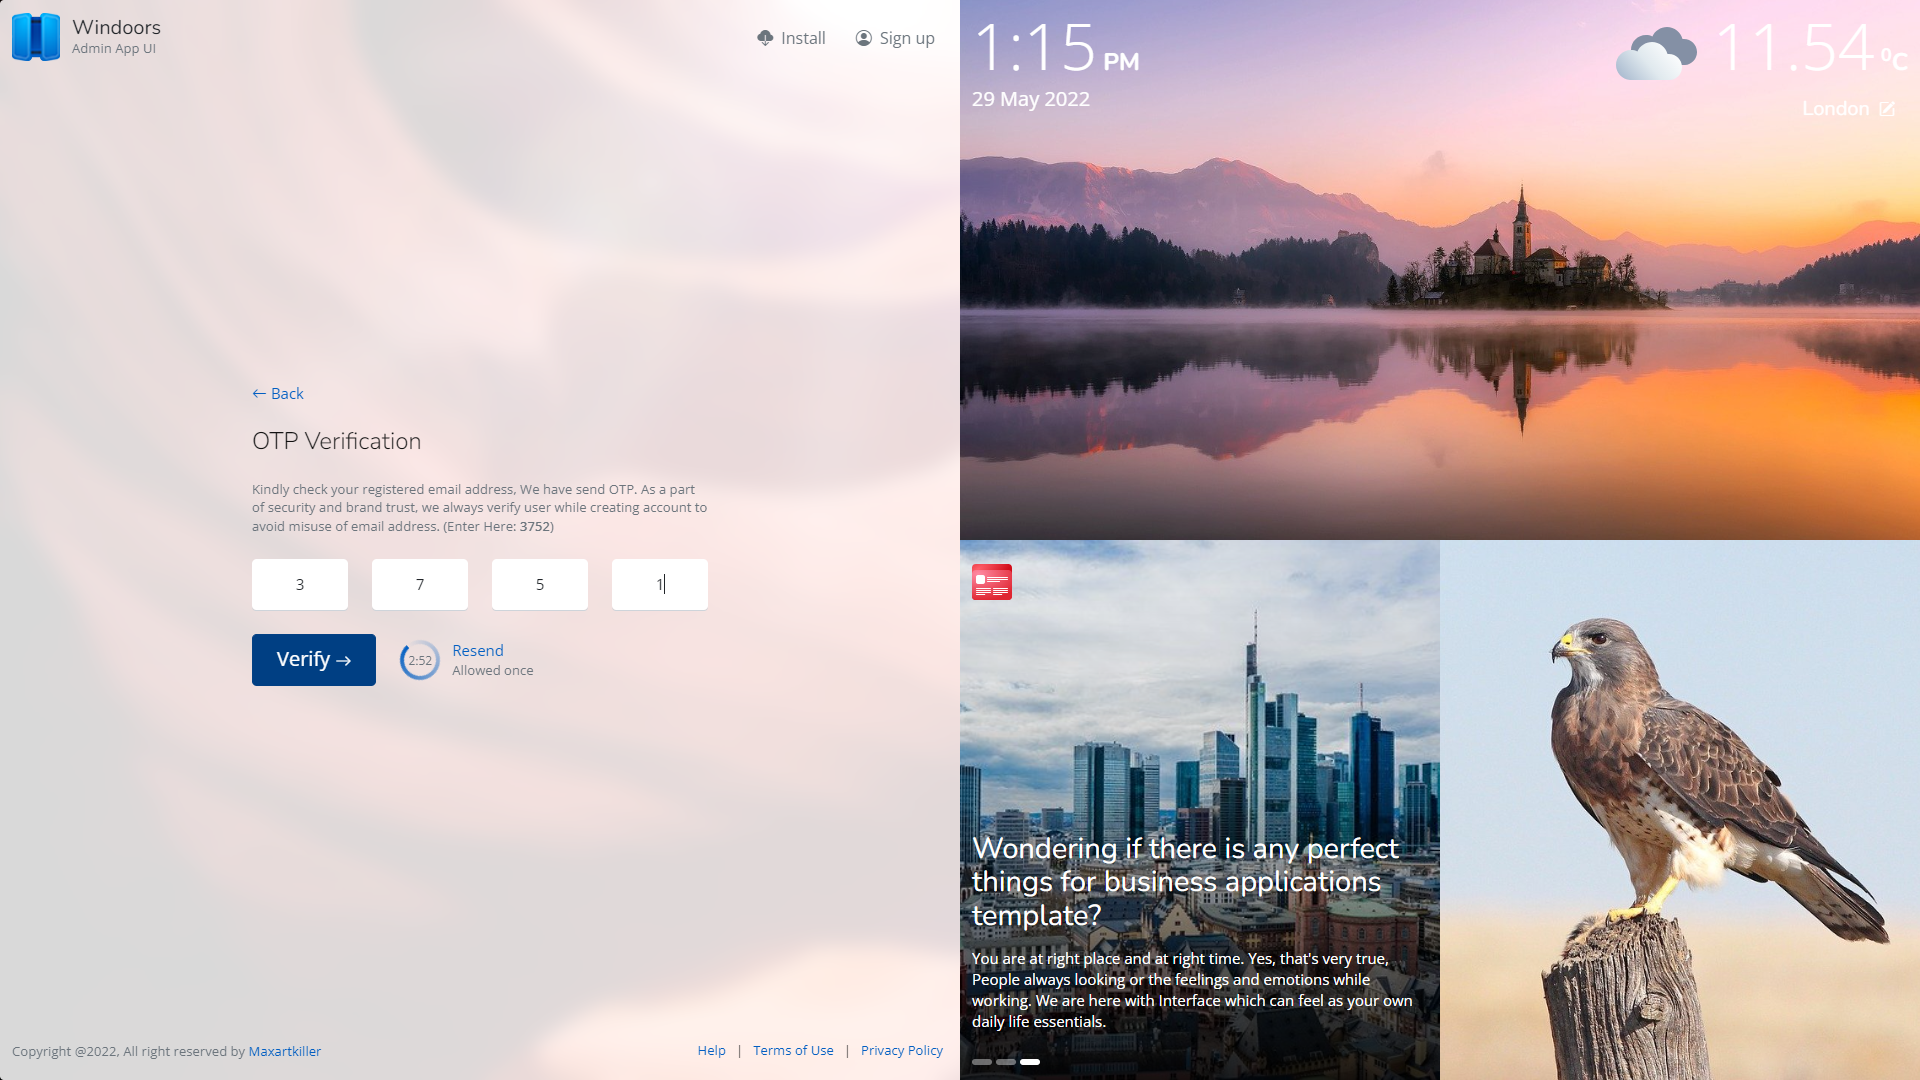 Windoors
Admin App UI
Install
Sign up
← Back
OTP Verification
Kindly check your registered email address, We have send OTP. As a part
of security and brand trust, we always verify user while creating account to
avoid misuse of email address. (Enter Here: 3752)
3 7 5 1
Verify →
2:52
Resend
Allowed once
Copyright @2022, All right reserved by Maxartkiller
Help | Terms of Use | Privacy Policy
1:15 PM
29 May 2022
11.54 ⁰C
London
Wondering if there is any perfect
things for business applications
template?
You are at right place and at right time. Yes, that's very true,
People always looking or the feelings and emotions while
working. We are here with Interface which can feel as your own
daily life essentials.